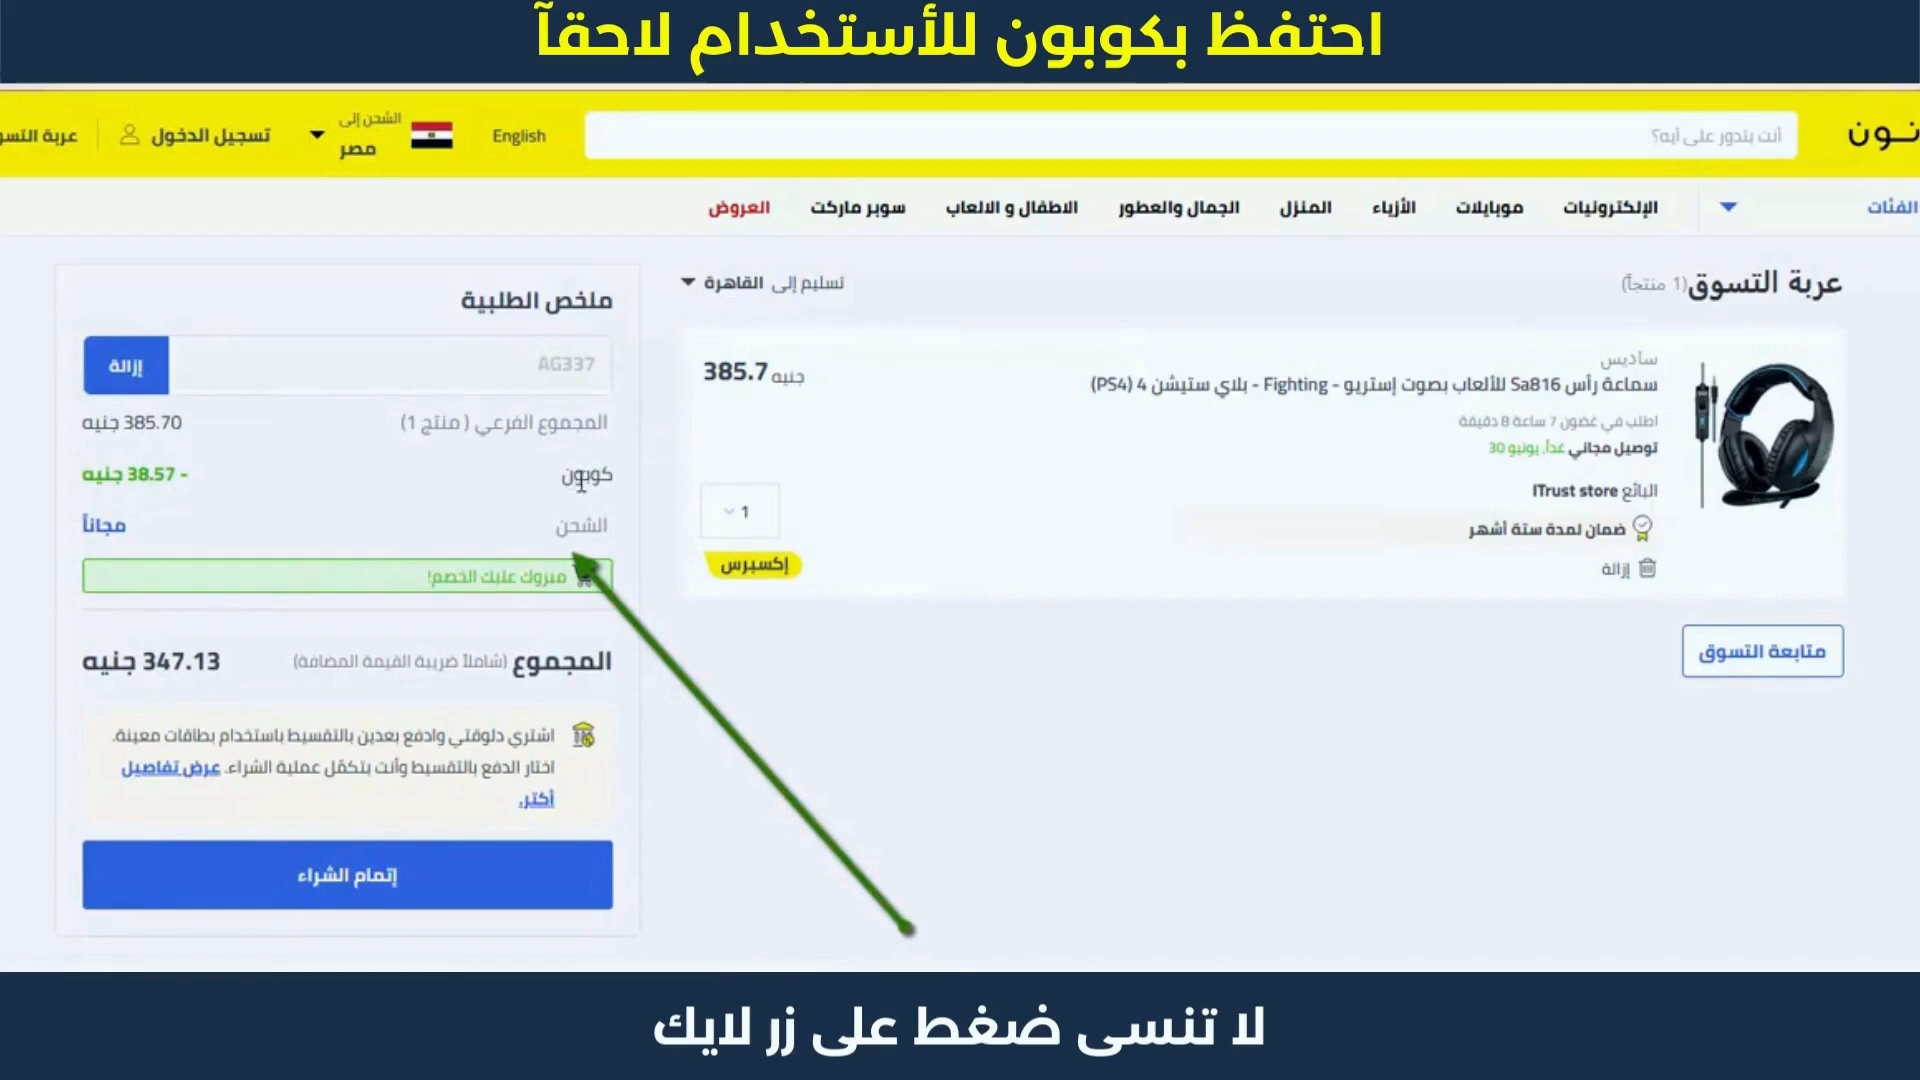 احتفظ بكوبون للأستخدام لاحقاً
نون
أنت بتدور على أيه؟
English
الشحن إلى
مصر
تسجيل الدخول
عربة التسو
الفئات
الإلكترونيات
موبايلات
الأزياء
المنزل
الجمال والعطور
الاطفال و الالعاب
سوبر ماركت
العروض
عربة التسوق (1 منتجاً)
تسليم إلى القاهرة
ساديس
سماعة رأس Sa816 للألعاب بصوت إستريو - Fighting - بلاي ستيشن 4 (PS4)
جنيه 385.7
اطلب في غضون 7 ساعة 8 دقيقة
توصيل مجاني غداً, يونيو 30
البائع ITrust store
ضمان لمدة ستة أشهر
إزالة
1
إكسبرس
متابعة التسوق
ملخص الطلبية
AG337
إزالة
المجموع الفرعي ( منتج 1)
385.70 جنيه
كوبون
- 38.57 جنيه
الشحن
مجاناً
مبروك عليك الخصم!
المجموع (شاملاً ضريبة القيمة المضافة)
347.13 جنيه
اشتري دلوقتي وادفع بعدين بالتقسيط باستخدام بطاقات معينة.
اختار الدفع بالتقسيط وأنت بتكمّل عملية الشراء. عرض تفاصيل
أكتر.
إتمام الشراء
لا تنسى ضغط على زر لايك